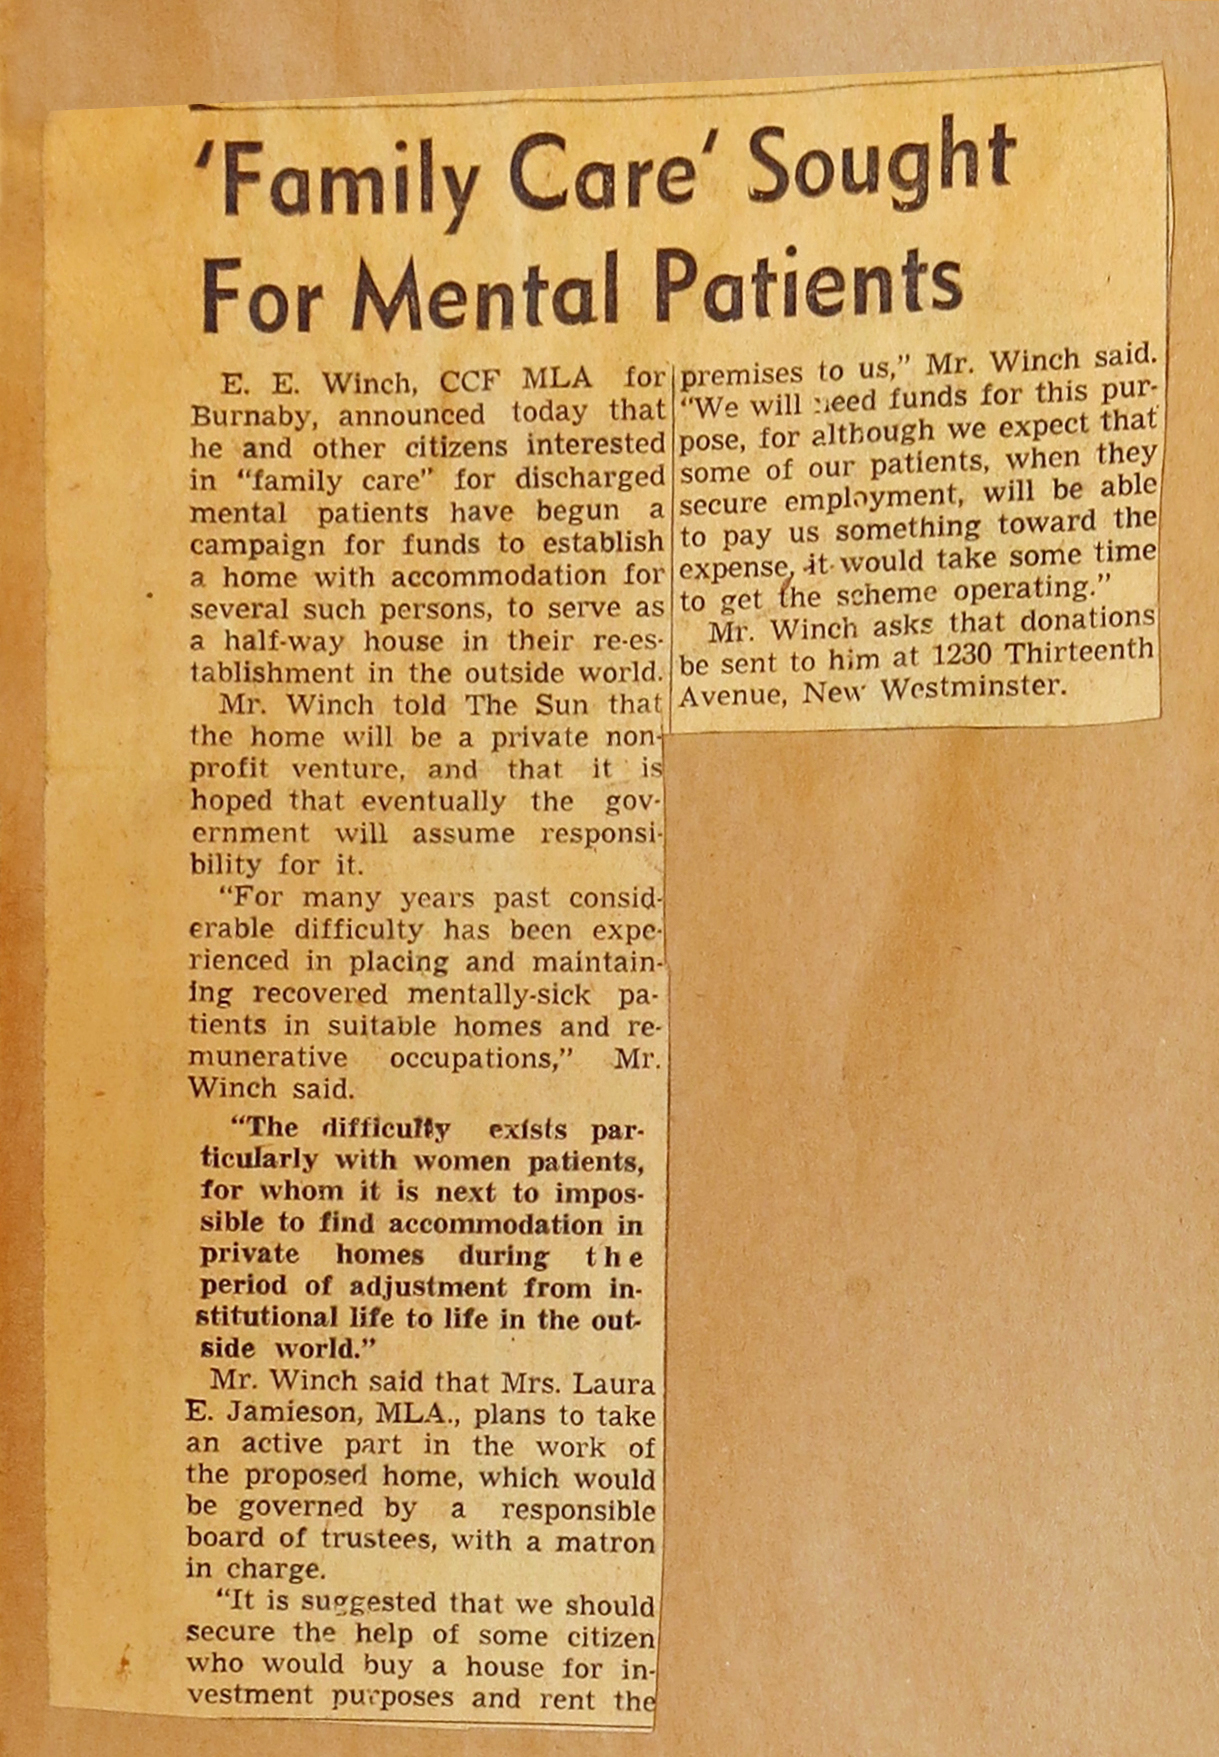 'Family Care' Sought
For Mental Patients
E. E. Winch, CCF MLA for
Burnaby, announced today that
he and other citizens interested
in "family care" for discharged
mental patients have begun a
campaign for funds to establish
a home with accommodation for
several such persons, to serve as
a half-way house in their re-es-
tablishment in the outside world.
Mr. Winch told The Sun that
the home will be a private non-
profit venture, and that it is
hoped that eventually the gov-
ernment will assume responsi-
bility for it.
"For many years past consid-
erable difficulty has been expe-
rienced in placing and maintain-
ing recovered mentally-sick pa-
tients in suitable homes and re-
munerative occupations," Mr.
Winch said.
"The difficulty exists par-
ticularly with women patients,
for whom it is next to impos-
sible to find accommodation in
private homes during the
period of adjustment from in-
stitutional life to life in the out-
side world."
Mr. Winch said that Mrs. Laura
E. Jamieson, MLA., plans to take
an active part in the work of
the proposed home, which would
be governed by a responsible
board of trustees, with a matron
in charge.
"It is suggested that we should
secure the help of some citizen
who would buy a house for in-
vestment purposes and rent the
premises to us," Mr. Winch said.
"We will need funds for this pur-
pose, for although we expect that
some of our patients, when they
secure employment, will be able
to pay us something toward the
expense, it would take some time
to get the scheme operating."
Mr. Winch asks that donations
be sent to him at 1230 Thirteenth
Avenue, New Westminster.